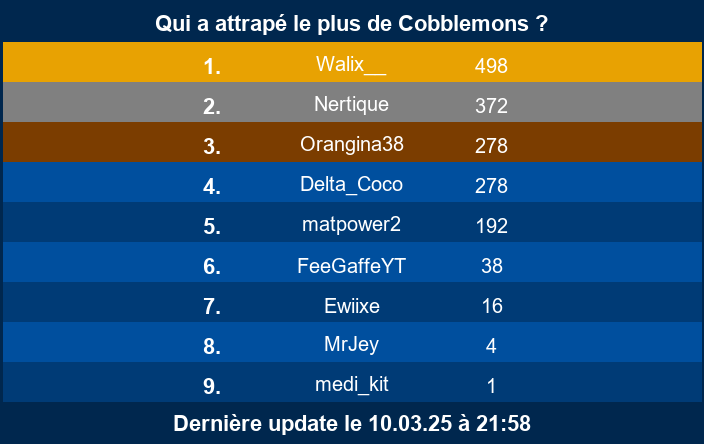 Qui a attrapé le plus de Cobblemons ?
1. Walix__ 498
2. Nertique 372
3. Orangina38 278
4. Delta_Coco 278
5. matpower2 192
6. FeeGaffeYT 38
7. Ewiixe 16
8. MrJey 4
9. medi_kit 1
Dernière update le 10.03.25 à 21:58